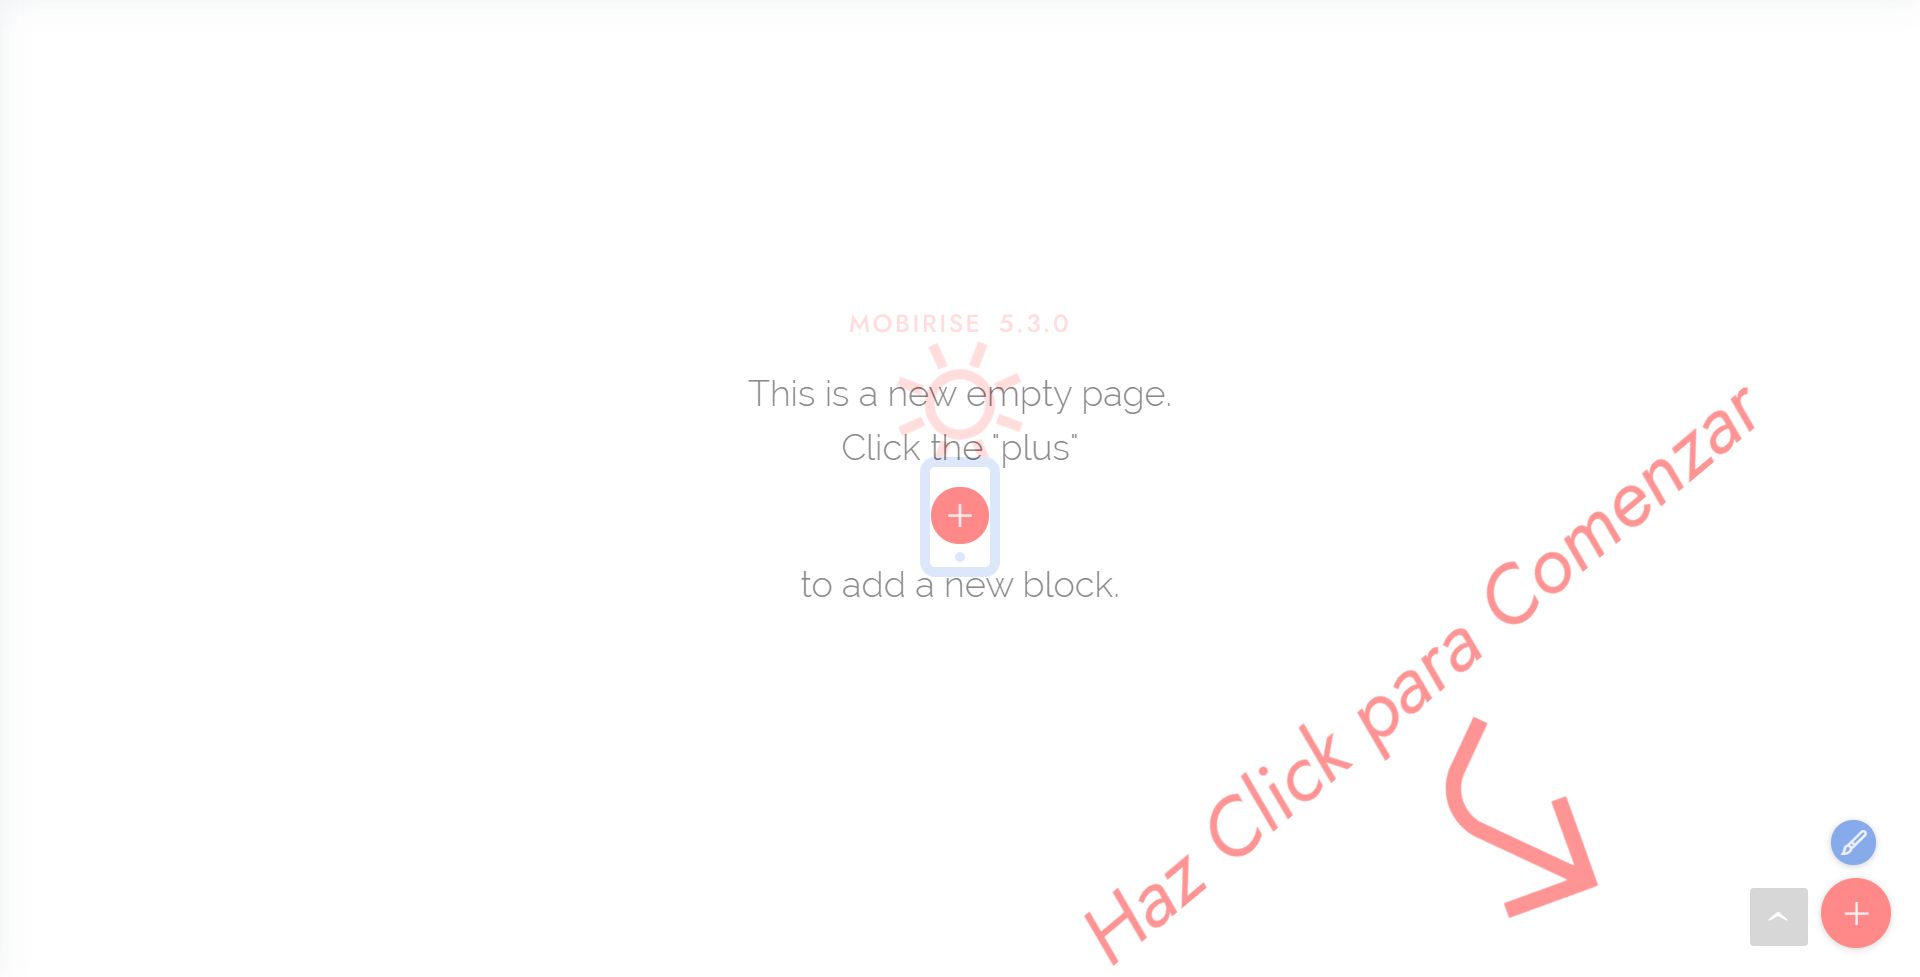 MOBIRISE 5.3.0
This is a new empty page.
Click the "plus"
to add a new block.
Haz Click para Comenzar